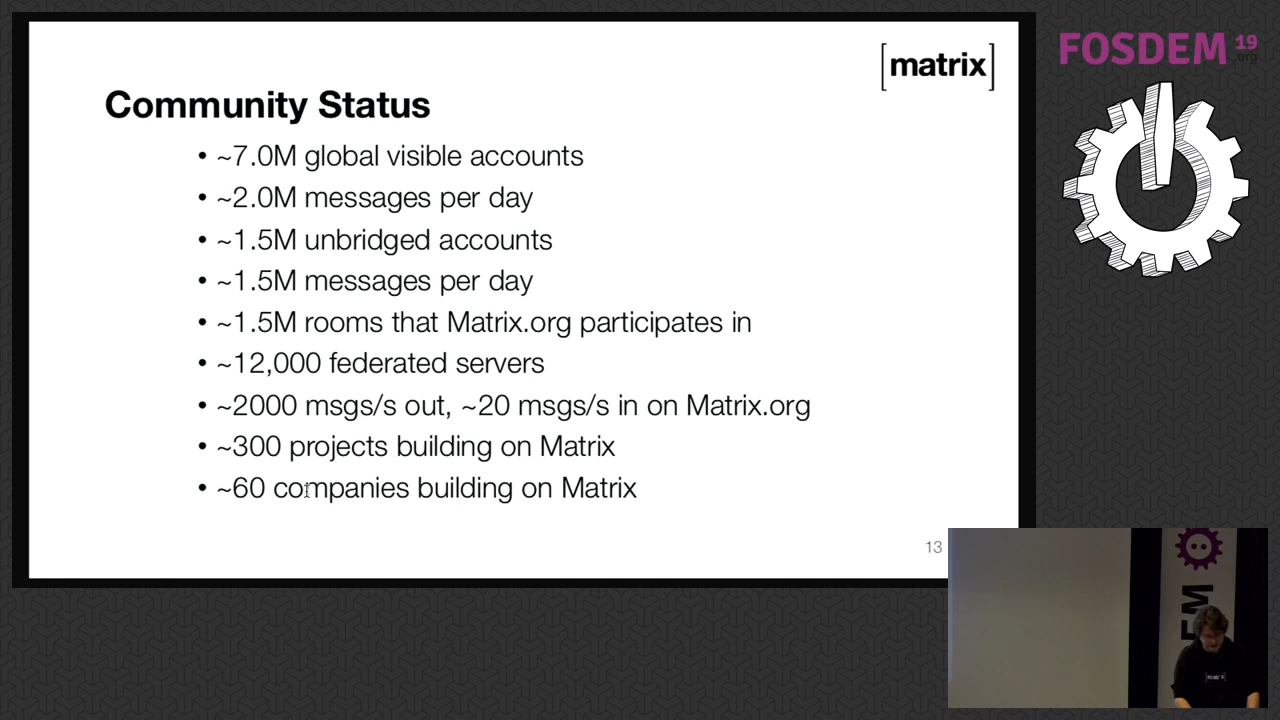 [matrix]
Community Status
• ~7.0M global visible accounts
• ~2.0M messages per day
• ~1.5M unbridged accounts
• ~1.5M messages per day
• ~1.5M rooms that Matrix.org participates in
• ~12,000 federated servers
• ~2000 msgs/s out, ~20 msgs/s in on Matrix.org
• ~300 projects building on Matrix
• ~60 companies building on Matrix
13
FOSDEM 19
.org
EM